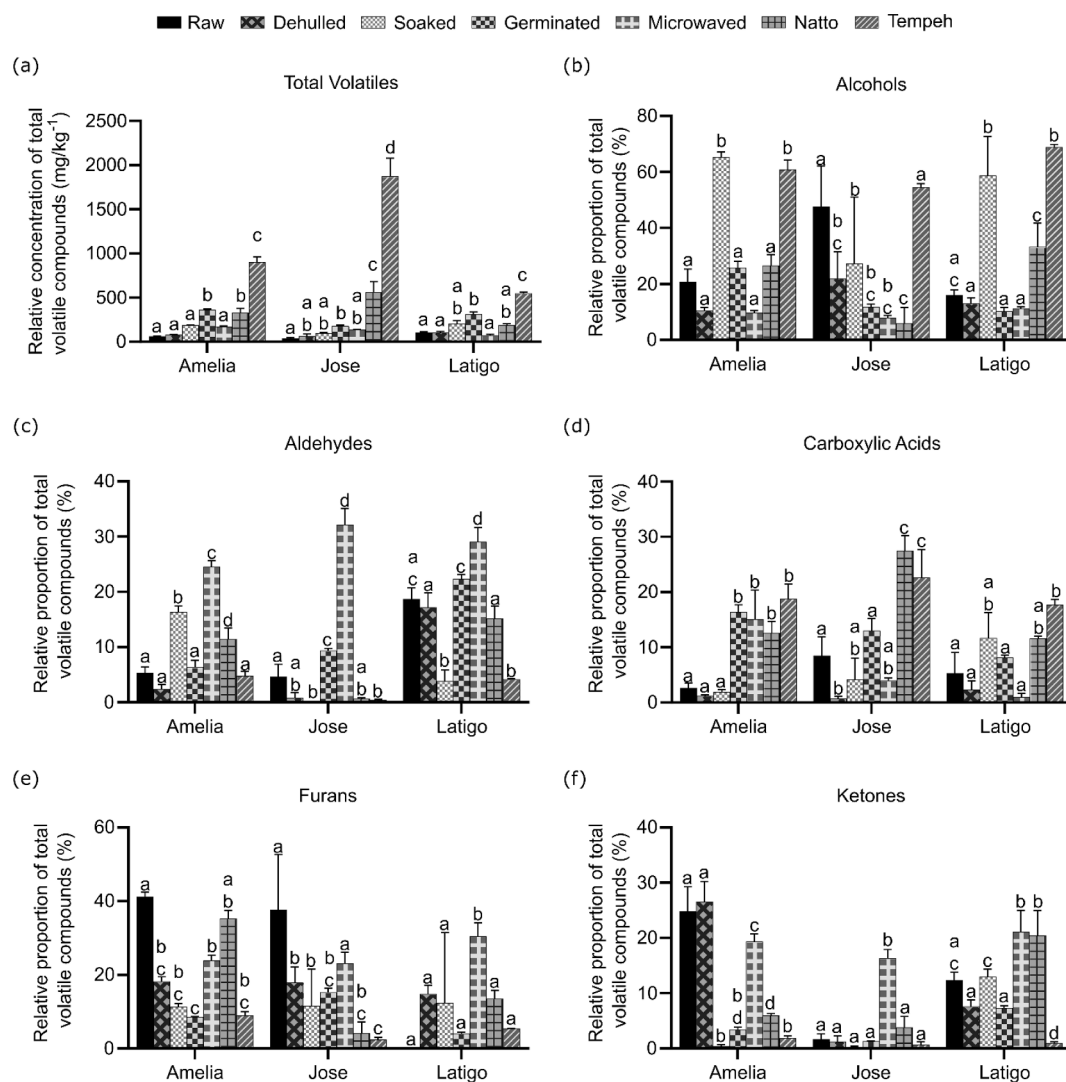 Raw Dehulled Soaked Germinated Microwaved Natto Tempeh
(a)
Total Volatiles
Relative concentration of total
volatile compounds (mg/kg⁻¹)
2500
2000
1500
1000
500
0
a a a b a b c
a a b a b b a b c d
a a a b b a a b c
Amelia Jose Latigo
(b)
Alcohols
Relative proportion of total
volatile compounds (%)
80
60
40
20
0
a a b a a a b
a b c b b c b c c a
a c a b a a c b
Amelia Jose Latigo
(c)
Aldehydes
Relative proportion of total
volatile compounds (%)
40
30
20
10
0
a a b a c d a
a a b b c d a b a b
a c a b c d a b
Amelia Jose Latigo
(d)
Carboxylic Acids
Relative proportion of total
volatile compounds (%)
40
30
20
10
0
a a a b b b b
a b a b a a b c c
a a b a a a b b
Amelia Jose Latigo
(e)
Furans
Relative proportion of total
volatile compounds (%)
60
40
20
0
a b c b c c b a b b c
a b b b c a b c c
a a a a b a a
Amelia Jose Latigo
(f)
Ketones
Relative proportion of total
volatile compounds (%)
40
30
20
10
0
a a b b d c d b
a a a a b a a
a c a c a b b d
Amelia Jose Latigo